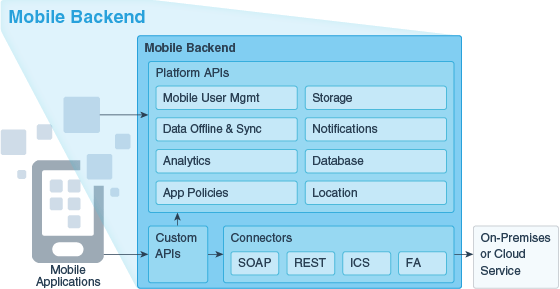 Mobile Backend
Mobile Backend
Platform APIs
Mobile User Mgmt
Storage
Data Offline & Sync
Notifications
Analytics
Database
App Policies
Location
Custom
APIs
Connectors
SOAP
REST
ICS
FA
On-Premises
or Cloud
Service
Mobile
Applications